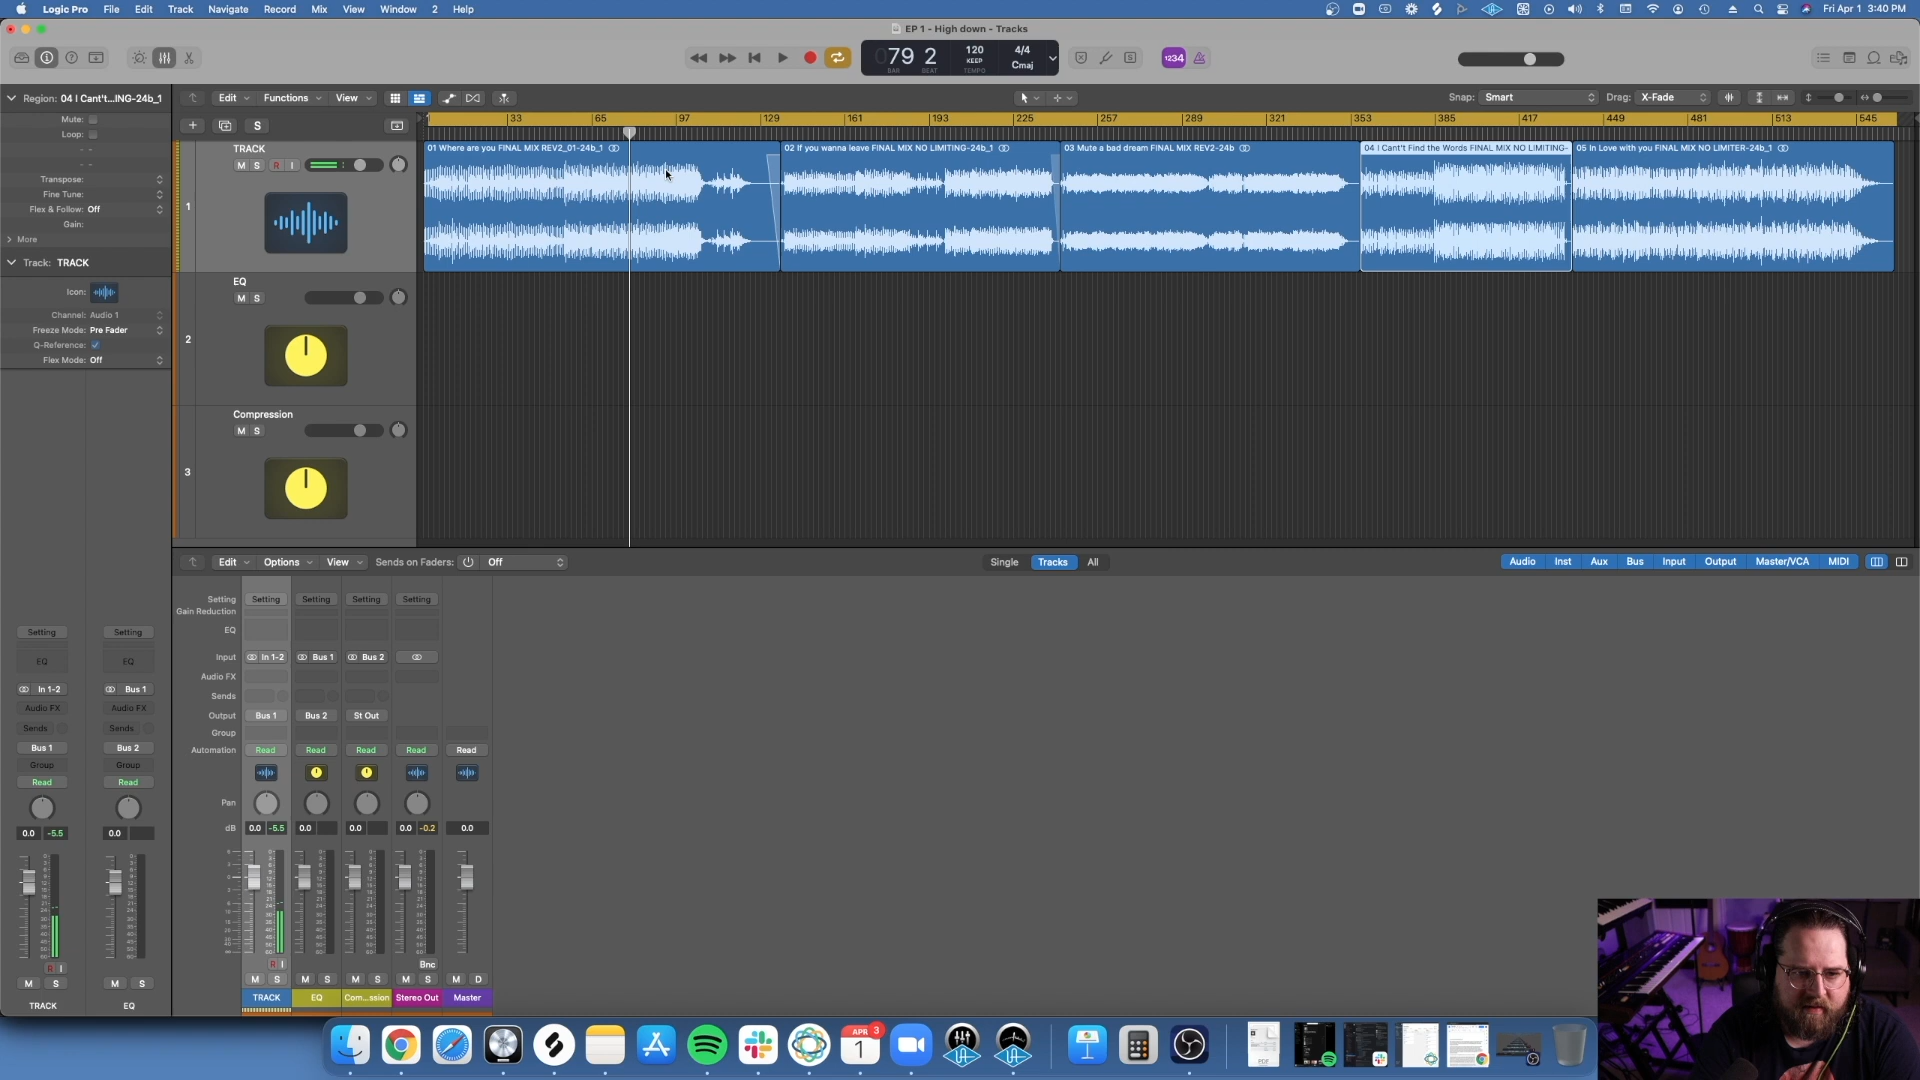 Logic Pro File Edit Track Navigate Record Mix View Window 2 Help Fri Apr 1 3:40 PM
EP 1 - High down - Tracks
079 2 120 4/4
KEEP Cmaj
BAR BEAT TEMPO
1234
Region: 04 I Cant't...ING-24b_1
Mute:
Loop:
Transpose:
Fine Tune:
Flex & Follow: Off
Gain:
More
Track: TRACK
Icon:
Channel: Audio 1
Freeze Mode: Pre Fader
Q-Reference:
Flex Mode: Off
Edit Functions View Snap: Smart Drag: X-Fade
S
33 65 97 129 161 193 225 257 289 321 353 385 417 449 481 513 545
TRACK
M S R I
1
01 Where are you FINAL MIX REV2_01-24b_1
02 If you wanna leave FINAL MIX NO LIMITING-24b_1
03 Mute a bad dream FINAL MIX REV2-24b
04 I Cant't Find the Words FINAL MIX NO LIMITING-
05 In Love with you FINAL MIX NO LIMITER-24b_1
EQ
M S
2
Compression
M S
3
Edit Options View Sends on Faders: Off Single Tracks All Audio Inst Aux Bus Input Output Master/VCA MIDI
Setting Setting Setting Setting Setting
Gain Reduction
EQ
Input In 1-2 Bus 1 Bus 2
Audio FX
Sends
Output Bus 1 Bus 2 St Out
Group
Automation Read Read Read Read Read
Pan
dB 0.0 -5.5 0.0 0.0 0.0 -0.2 0.0
R I Bnc
M S M S M S M S M D
TRACK EQ Com...ssion Stereo Out Master
Setting Setting
EQ EQ
In 1-2 Bus 1
Audio FX Audio FX
Sends Sends
Bus 1 Bus 2
Group Group
Read Read
0.0 -5.5 0.0
R I
M S M S
TRACK EQ
APR 3
1
PDF